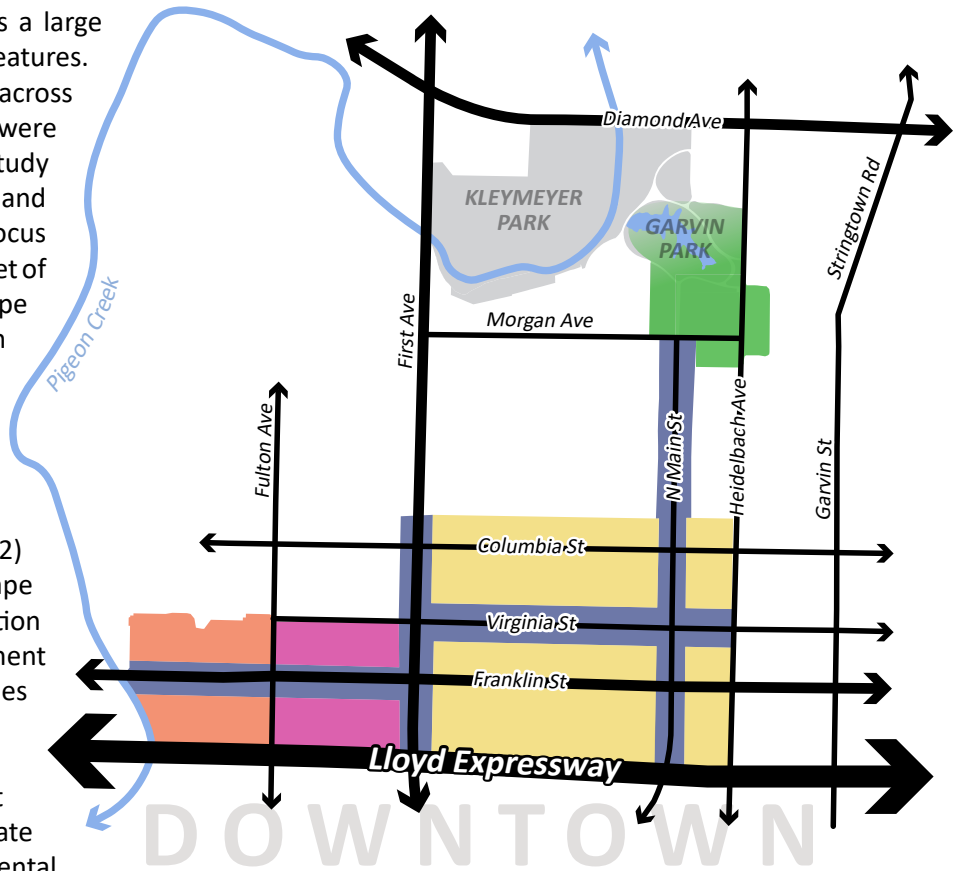 s a large
eatures.
across
were
tudy
and
ocus
et of
pe
n
2)
ape
tion
ment
es
t
ate
ental
Diamond Ave
KLEYMEYER
PARK
GARVIN
PARK
Stringtown Rd
Pigeon Creek
First Ave
Morgan Ave
Fulton Ave
N Main St
Heidelbach Ave
Garvin St
Columbia St
Virginia St
Franklin St
Lloyd Expressway
DOWNTOWN